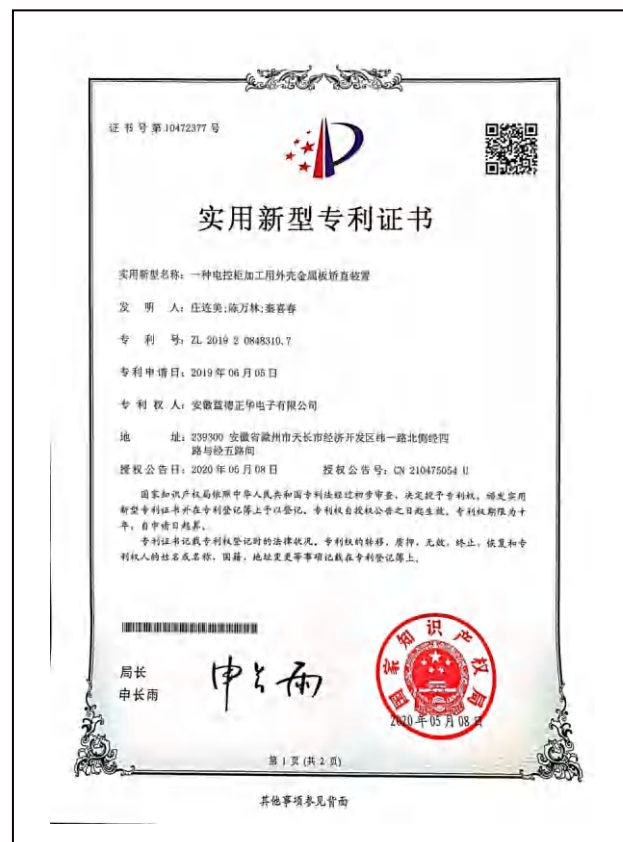 证书号第10472377号
实用新型专利证书
实用新型名称：一种电控柜加工用外壳金属板矫直装置
发 明 人：庄连美;陈万林;秦喜春
专 利 号：ZL 2019 2 0848310.7
专利申请日：2019年06月05日
专 利 权 人：安徽蓝德正华电子有限公司
地 址：239300 安徽省滁州市天长市经济开发区纬一路北侧经四
路与经五路间
授权公告日：2020年05月08日 授权公告号：CN 210475054 U
国家知识产权局依照中华人民共和国专利法经过初步审查，决定授予专利权，颁发实用
新型专利证书并在专利登记簿上予以登记。专利权自授权公告之日起生效。专利权期限为十
年，自申请日起算。
专利证书记载专利权登记时的法律状况。专利权的转移、质押、无效、终止、恢复和专
利权人的姓名或名称、国籍、地址变更等事项记载在专利登记簿上。
局长
申长雨
申长雨
国家知识产权局
2020年05月08日
第 1 页 (共 2 页)
其他事项参见背面